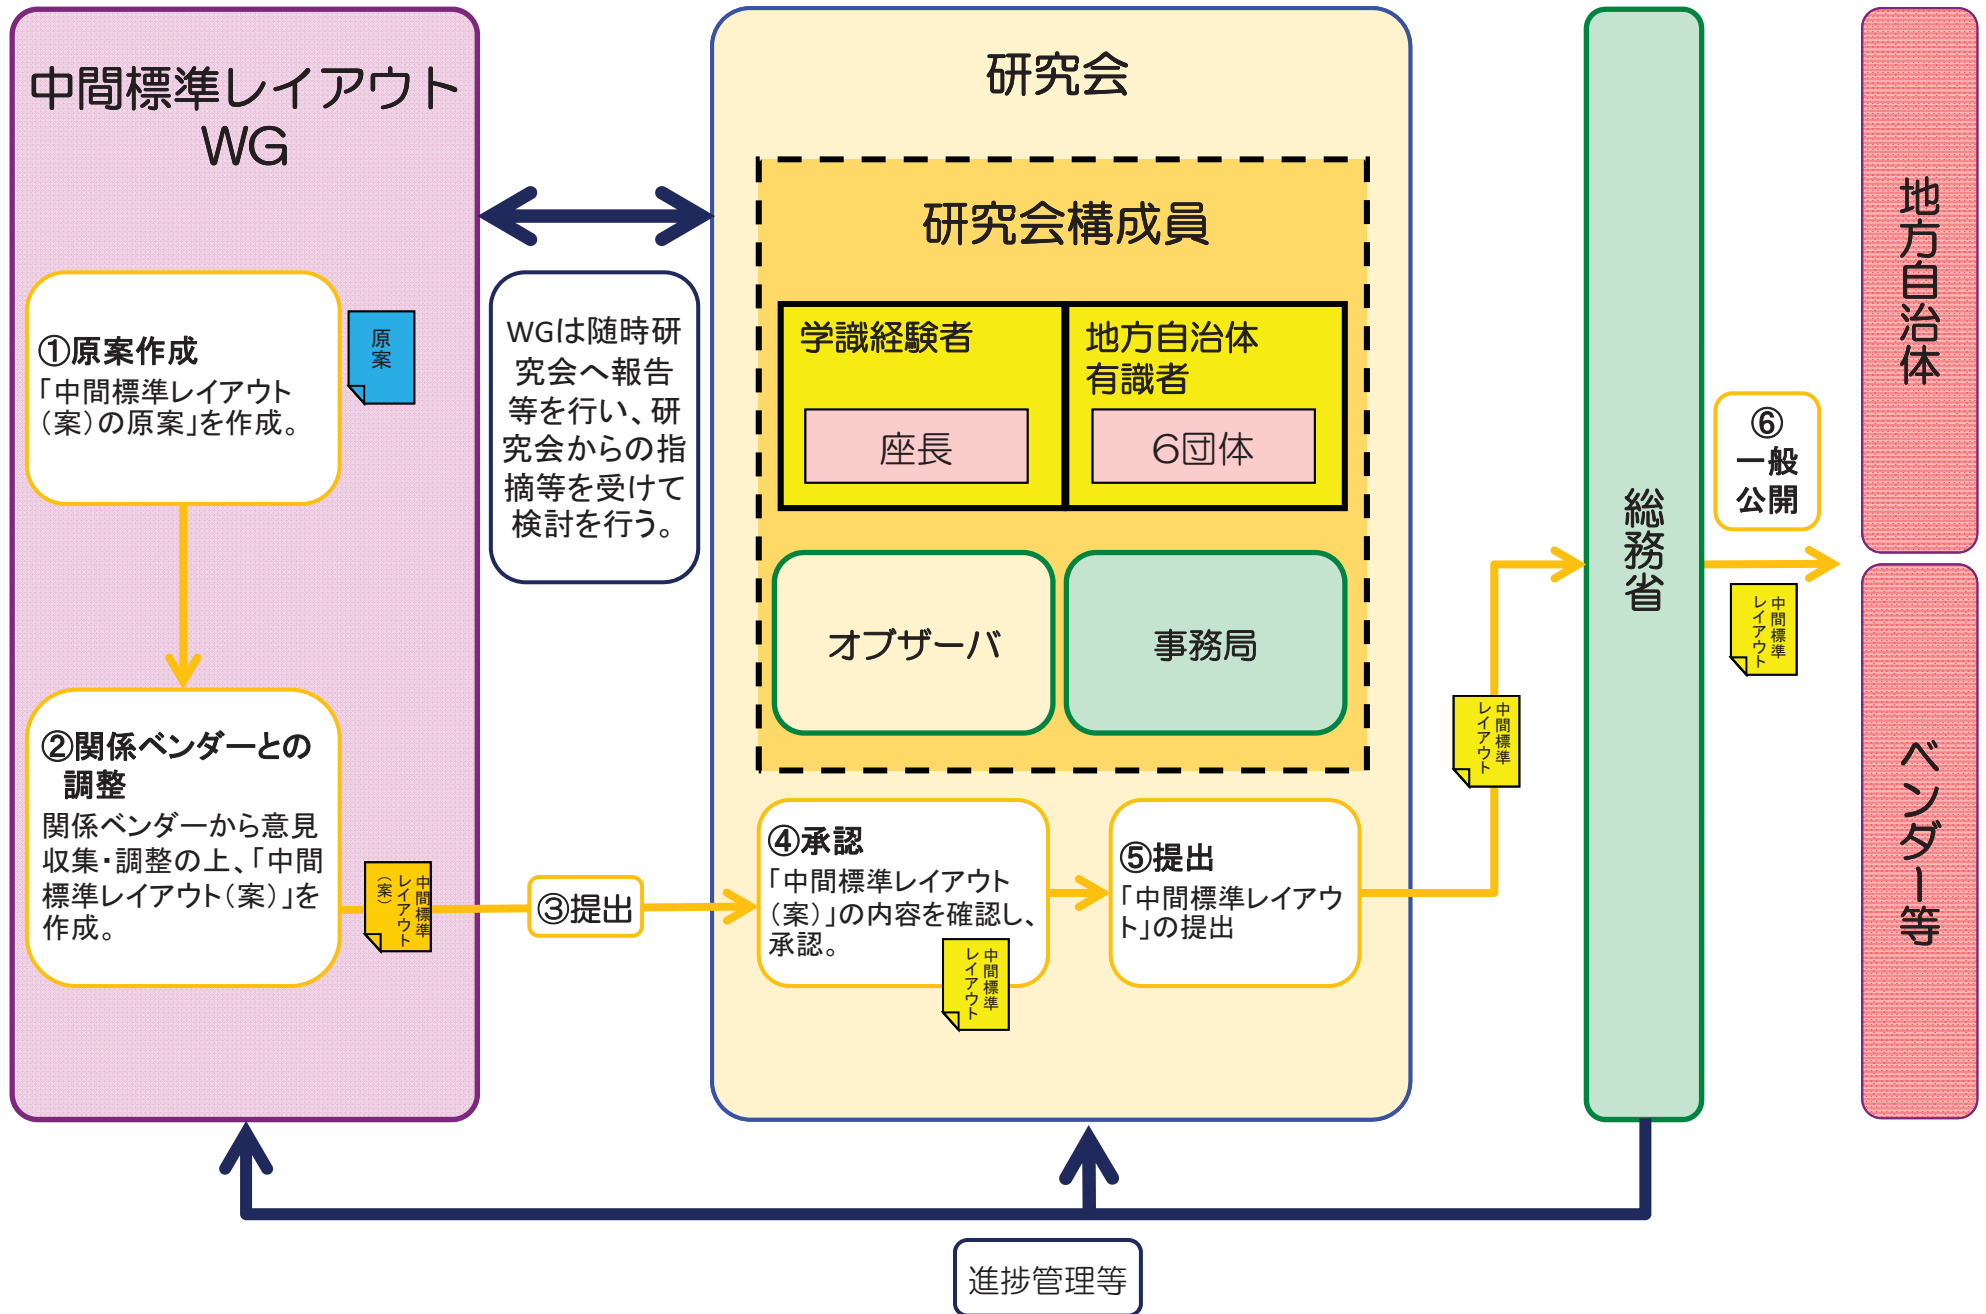 中間標準レイアウト
WG
①原案作成
「中間標準レイアウト
(案)の原案」を作成。
原案
②関係ベンダーとの
調整
関係ベンダーから意見
収集・調整の上、「中間
標準レイアウト(案)」を
作成。
中間標準
レイアウト
(案)
WGは随時研
究会へ報告
等を行い、研
究会からの指
摘等を受けて
検討を行う。
③提出
研究会
研究会構成員
学識経験者
座長
地方自治体
有識者
6団体
オブザーバ
事務局
④承認
「中間標準レイアウト
(案)」の内容を確認し、
承認。
中間標準
レイアウト
⑤提出
「中間標準レイアウ
ト」の提出
中間標準
レイアウト
総務省
⑥
一般
公開
中間標準
レイアウト
地方自治体
ベンダー等
進捗管理等